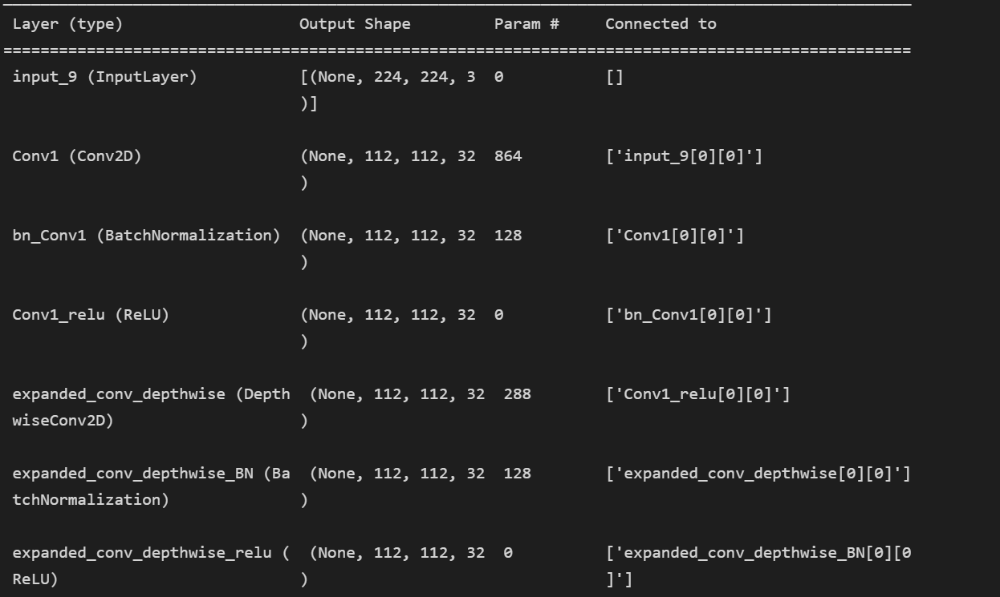 Layer (type) Output Shape Param # Connected to
==================================================================================================
input_9 (InputLayer) [(None, 224, 224, 3 0 []
)]
Conv1 (Conv2D) (None, 112, 112, 32 864 ['input_9[0][0]']
)
bn_Conv1 (BatchNormalization) (None, 112, 112, 32 128 ['Conv1[0][0]']
)
Conv1_relu (ReLU) (None, 112, 112, 32 0 ['bn_Conv1[0][0]']
)
expanded_conv_depthwise (Depth (None, 112, 112, 32 288 ['Conv1_relu[0][0]']
wiseConv2D) )
expanded_conv_depthwise_BN (Ba (None, 112, 112, 32 128 ['expanded_conv_depthwise[0][0]']
tchNormalization) )
expanded_conv_depthwise_relu ( (None, 112, 112, 32 0 ['expanded_conv_depthwise_BN[0][0
ReLU) ) ]']